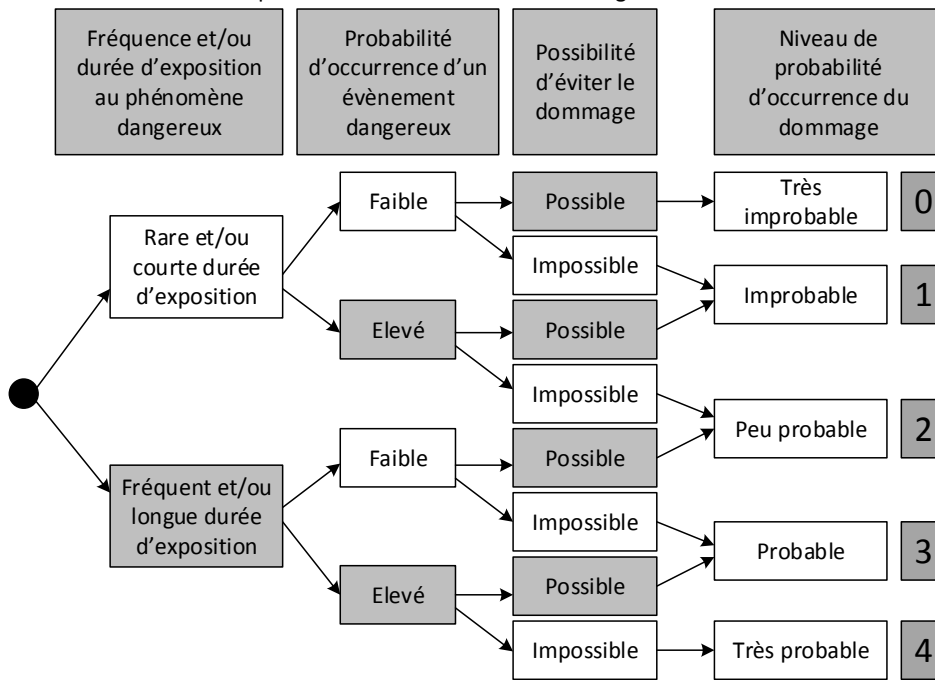 Fréquence et/ou
durée d'exposition
au phénomène
dangereux
Probabilité
d'occurrence d'un
évènement
dangereux
Possibilité
d'éviter le
dommage
Niveau de
probabilité
d'occurrence du
dommage
Rare et/ou
courte durée
d'exposition
Faible
Possible
Très
improbable
0
Impossible
Improbable
1
Elevé
Possible
Impossible
Peu probable
2
Fréquent et/ou
longue durée
d'exposition
Faible
Possible
Impossible
Probable
3
Elevé
Possible
Impossible
Très probable
4